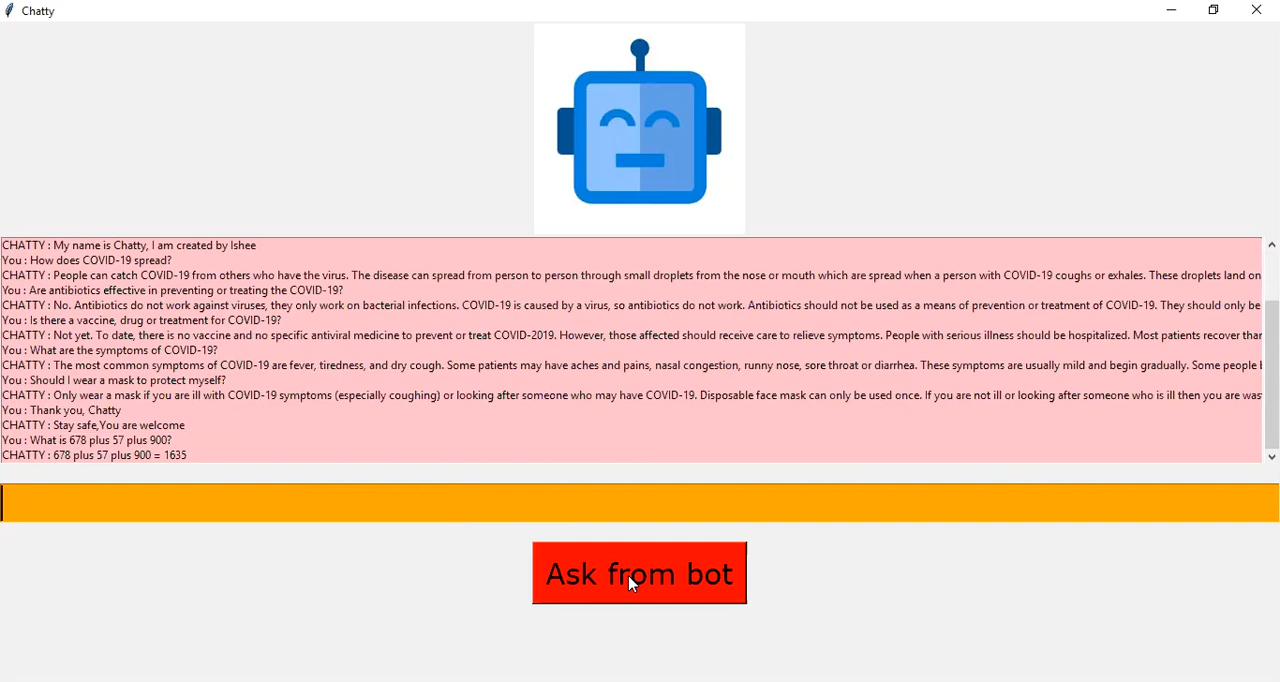 Chatty
CHATTY : My name is Chatty, I am created by Ishee
You : How does COVID-19 spread?
CHATTY : People can catch COVID-19 from others who have the virus. The disease can spread from person to person through small droplets from the nose or mouth which are spread when a person with COVID-19 coughs or exhales. These droplets land on
You : Are antibiotics effective in preventing or treating the COVID-19?
CHATTY : No. Antibiotics do not work against viruses, they only work on bacterial infections. COVID-19 is caused by a virus, so antibiotics do not work. Antibiotics should not be used as a means of prevention or treatment of COVID-19. They should only be
You : Is there a vaccine, drug or treatment for COVID-19?
CHATTY : Not yet. To date, there is no vaccine and no specific antiviral medicine to prevent or treat COVID-2019. However, those affected should receive care to relieve symptoms. People with serious illness should be hospitalized. Most patients recover than
You : What are the symptoms of COVID-19?
CHATTY : The most common symptoms of COVID-19 are fever, tiredness, and dry cough. Some patients may have aches and pains, nasal congestion, runny nose, sore throat or diarrhea. These symptoms are usually mild and begin gradually. Some people
You : Should I wear a mask to protect myself?
CHATTY : Only wear a mask if you are ill with COVID-19 symptoms (especially coughing) or looking after someone who may have COVID-19. Disposable face mask can only be used once. If you are not ill or looking after someone who is ill then you are was
You : Thank you, Chatty
CHATTY : Stay safe,You are welcome
You : What is 678 plus 57 plus 900?
CHATTY : 678 plus 57 plus 900 = 1635
Ask from bot